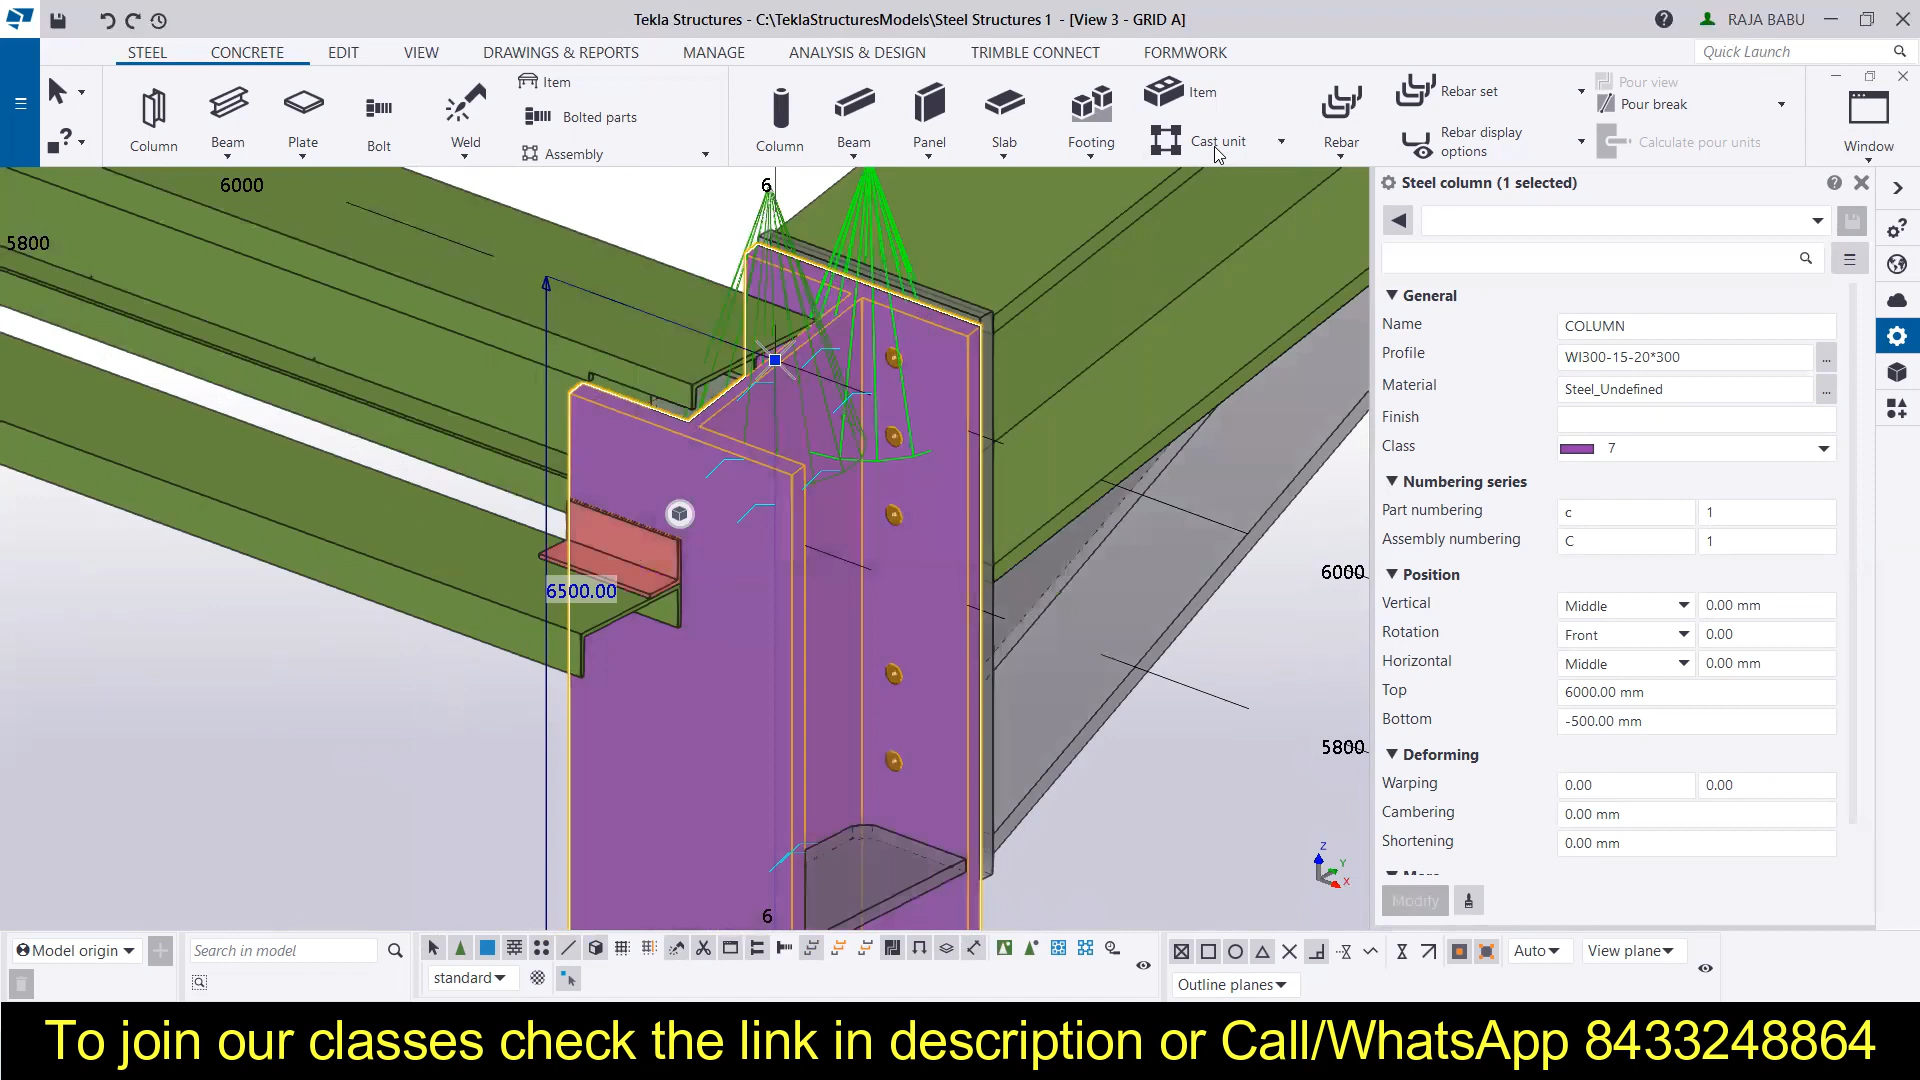 Tekla Structures - C:\TeklaStructuresModels\Steel Structures 1 - [View 3 - GRID A]
RAJA BABU
STEEL CONCRETE EDIT VIEW DRAWINGS & REPORTS MANAGE ANALYSIS & DESIGN TRIMBLE CONNECT FORMWORK
Quick Launch
Column Beam Plate Bolt Weld
Item
Bolted parts
Assembly
Column Beam Panel Slab Footing
Item
Cast unit
Rebar
Rebar set
Rebar display options
Pour view
Pour break
Calculate pour units
Window
6000
6
5800
6500.00
6000
5800
6
Z
Y
X
Steel column (1 selected)
General
Name COLUMN
Profile WI300-15-20*300 ...
Material Steel_Undefined ...
Finish
Class 7
Numbering series
Part numbering c 1
Assembly numbering C 1
Position
Vertical Middle 0.00 mm
Rotation Front 0.00
Horizontal Middle 0.00 mm
Top 6000.00 mm
Bottom -500.00 mm
Deforming
Warping 0.00 0.00
Cambering 0.00 mm
Shortening 0.00 mm
Modify
Model origin
Search in model
standard
Auto
View plane
Outline planes
To join our classes check the link in description or Call/WhatsApp 8433248864